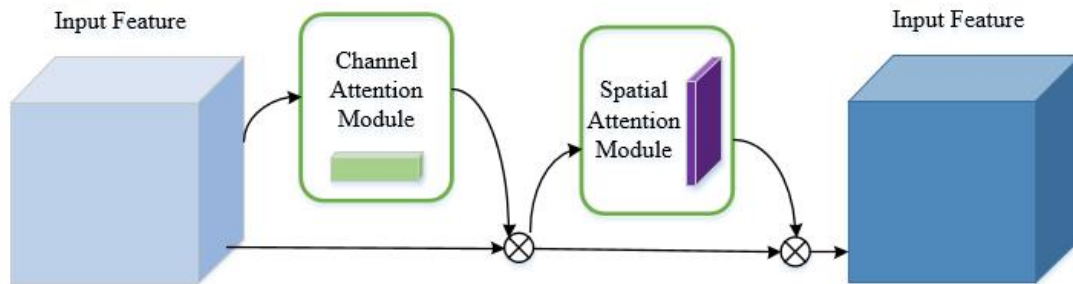 Input Feature
Channel
Attention
Module
Spatial
Attention
Module
Input Feature